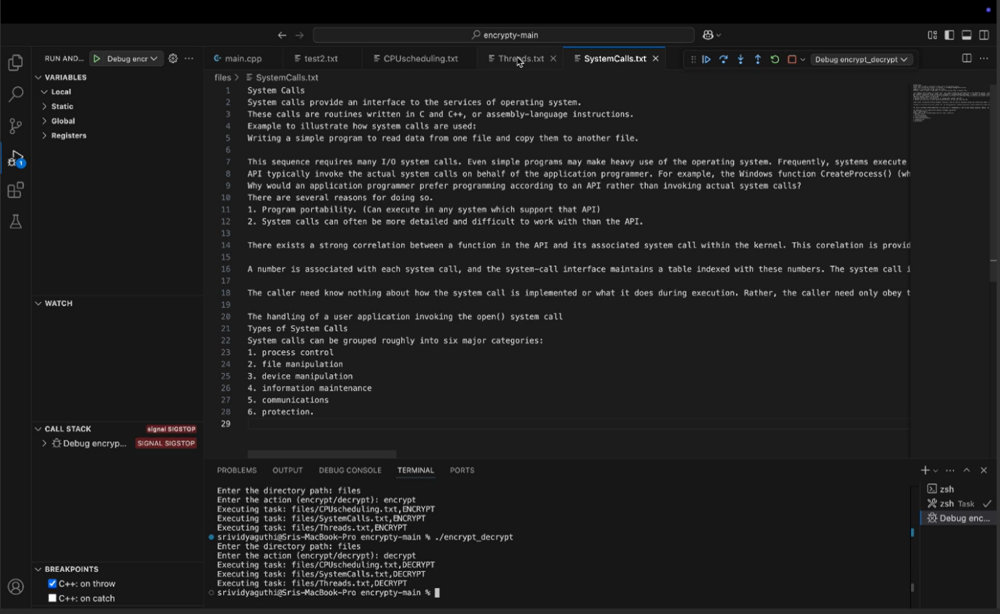 encrypty-main
RUN AND...
Debug encr
main.cpp
test2.txt
CPUscheduling.txt
Threads.txt
SystemCalls.txt
Debug encrypt_decrypt
VARIABLES
Local
Static
Global
Registers
WATCH
CALL STACK
signal SIGSTOP
Debug encryp...
SIGNAL SIGSTOP
BREAKPOINTS
C++: on throw
C++: on catch
1
files > SystemCalls.txt
1 System Calls
2 System calls provide an interface to the services of operating system.
3 These calls are routines written in C and C++, or assembly-language instructions.
4 Example to illustrate how system calls are used:
5 Writing a simple program to read data from one file and copy them to another file.
6
7 This sequence requires many I/O system calls. Even simple programs may make heavy use of the operating system. Frequently, systems execute
8 API typically invoke the actual system calls on behalf of the application programmer. For example, the Windows function CreateProcess() (wh
9 Why would an application programmer prefer programming according to an API rather than invoking actual system calls?
10 There are several reasons for doing so.
11 1. Program portability. (Can execute in any system which support that API)
12 2. System calls can often be more detailed and difficult to work with than the API.
13
14 There exists a strong correlation between a function in the API and its associated system call within the kernel. This corelation is provid
15
16 A number is associated with each system call, and the system-call interface maintains a table indexed with these numbers. The system call i
17
18 The caller need know nothing about how the system call is implemented or what it does during execution. Rather, the caller need only obey t
19
20 The handling of a user application invoking the open() system call
21 Types of System Calls
22 System calls can be grouped roughly into six major categories:
23 1. process control
24 2. file manipulation
25 3. device manipulation
26 4. information maintenance
27 5. communications
28 6. protection.
29
PROBLEMS
OUTPUT
DEBUG CONSOLE
TERMINAL
PORTS
Enter the directory path: files
Enter the action (encrypt/decrypt): encrypt
Executing task: files/CPUscheduling.txt,ENCRYPT
Executing task: files/SystemCalls.txt,ENCRYPT
Executing task: files/Threads.txt,ENCRYPT
srividyaguthi@Sris-MacBook-Pro encrypty-main % ./encrypt_decrypt
Enter the directory path: files
Enter the action (encrypt/decrypt): decrypt
Executing task: files/CPUscheduling.txt,DECRYPT
Executing task: files/SystemCalls.txt,DECRYPT
Executing task: files/Threads.txt,DECRYPT
srividyaguthi@Sris-MacBook-Pro encrypty-main %
zsh
zsh Task
Debug enc...